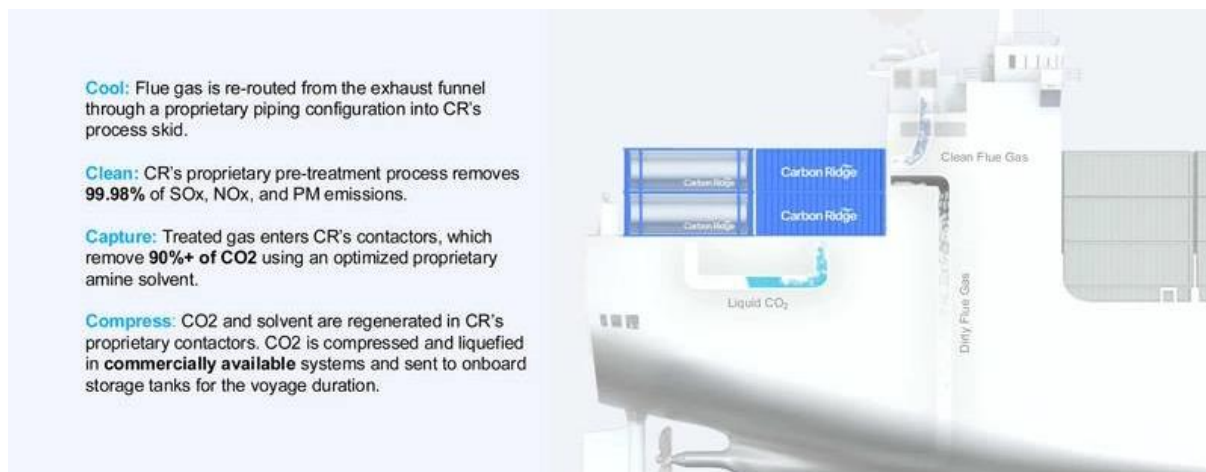 Cool: Flue gas is re-routed from the exhaust funnel
through a proprietary piping configuration into CR's
process skid.
Clean: CR's proprietary pre-treatment process removes
99.98% of SOx, NOx, and PM emissions.
Capture: Treated gas enters CR's contactors, which
remove 90%+ of CO2 using an optimized proprietary
amine solvent.
Compress: CO2 and solvent are regenerated in CR's
proprietary contactors. CO2 is compressed and liquefied
in commercially available systems and sent to onboard
storage tanks for the voyage duration.
Clean Flue Gas
Carbon Ridge
Carbon Ridge
Carbon Ridge
Carbon Ridge
Liquid CO₂
Dirty Flue Gas